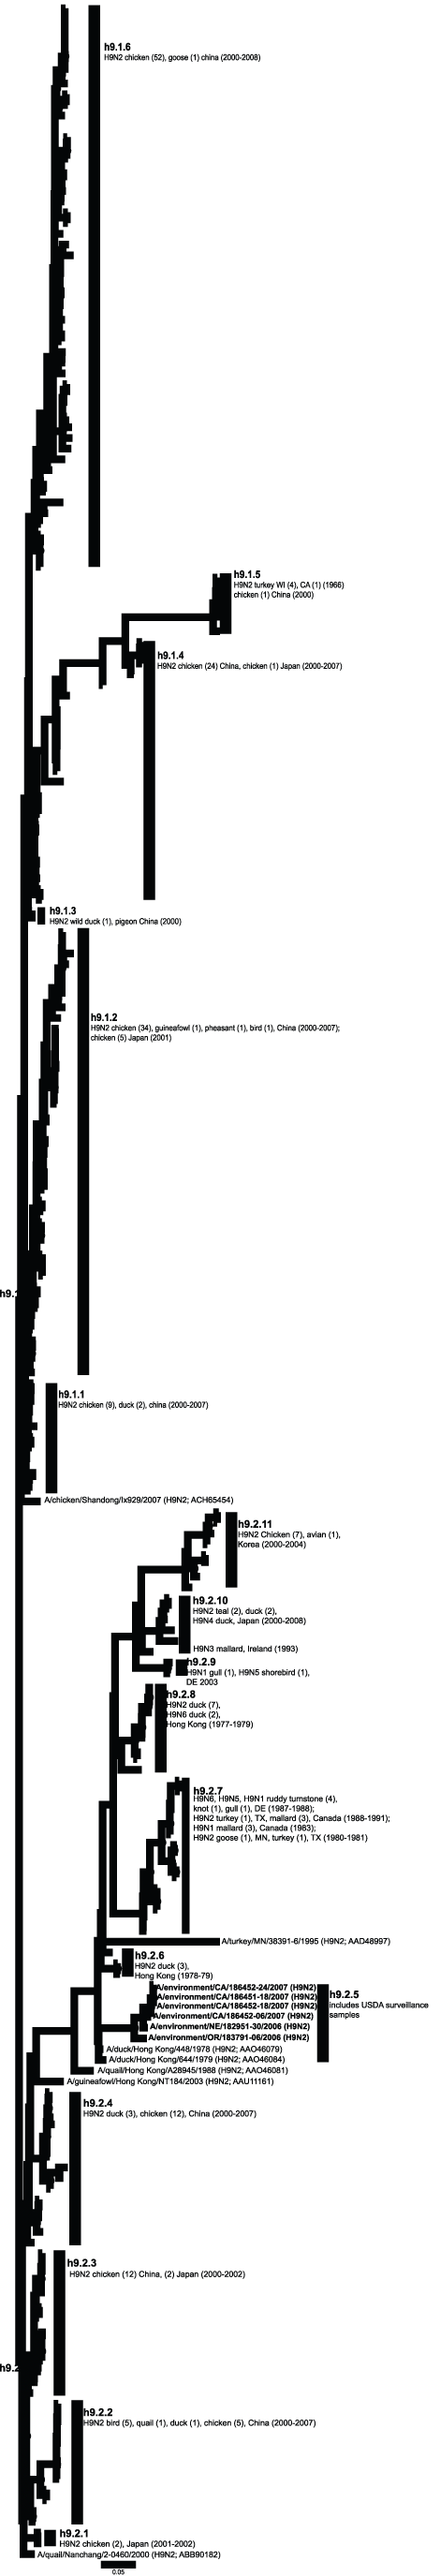 h9.1.6
H9N2 chicken (52), goose (1) china (2000-2008)
h9.1.5
H9N2 turkey WI (4), CA (1) (1966)
chicken (1) China (2000)
h9.1.4
H9N2 chicken (24) China, chicken (1) Japan (2000-2007)
h9.1.3
H9N2 wild duck (1), pigeon China (2000)
h9.1.2
H9N2 chicken (34), guineafowl (1), pheasant (1), bird (1), China (2000-2007);
chicken (5) Japan (2001)
h9.1
h9.1.1
H9N2 chicken (9), duck (2), china (2000-2007)
A/chicken/Shandong/lx929/2007 (H9N2; ACH65454)
h9.2.11
H9N2 Chicken (7), avian (1),
Korea (2000-2004)
h9.2.10
H9N2 teal (2), duck (2),
H9N4 duck, Japan (2000-2008)
H9N3 mallard, Ireland (1993)
h9.2.9
H9N1 gull (1), H9N5 shorebird (1),
DE 2003
h9.2.8
H9N2 duck (7),
H9N6 duck (2),
Hong Kong (1977-1979)
h9.2.7
H9N6, H9N5, H9N1 ruddy turnstone (4),
knot (1), gull (1), DE (1987-1988);
H9N2 turkey (1), TX, mallard (3), Canada (1988-1991);
H9N1 mallard (3), Canada (1983);
H9N2 goose (1), MN, turkey (1), TX (1980-1981)
A/turkey/MN/38391-6/1995 (H9N2; AAD48997)
h9.2.6
H9N2 duck (3),
Hong Kong (1978-79)
A/environment/CA/186452-24/2007 (H9N2)
A/environment/CA/186451-18/2007 (H9N2)
A/environment/CA/186452-18/2007 (H9N2)
A/environment/CA/186452-06/2007 (H9N2)
A/environment/NE/182951-30/2006 (H9N2)
A/environment/OR/183791-06/2006 (H9N2)
h9.2.5
includes USDA surveillance
samples
A/duck/Hong Kong/448/1978 (H9N2; AAO46079)
A/duck/Hong Kong/644/1979 (H9N2; AAO46084)
A/quail/Hong Kong/A28945/1988 (H9N2; AAO46081)
A/guineafowl/Hong Kong/NT184/2003 (H9N2; AAU11161)
h9.2.4
H9N2 duck (3), chicken (12), China (2000-2007)
h9.2.3
H9N2 chicken (12) China, (2) Japan (2000-2002)
h9.2
h9.2.2
H9N2 bird (5), quail (1), duck (1), chicken (5), China (2000-2007)
h9.2.1
H9N2 chicken (2), Japan (2001-2002)
A/quail/Nanchang/2-0460/2000 (H9N2; ABB90182)
0.05